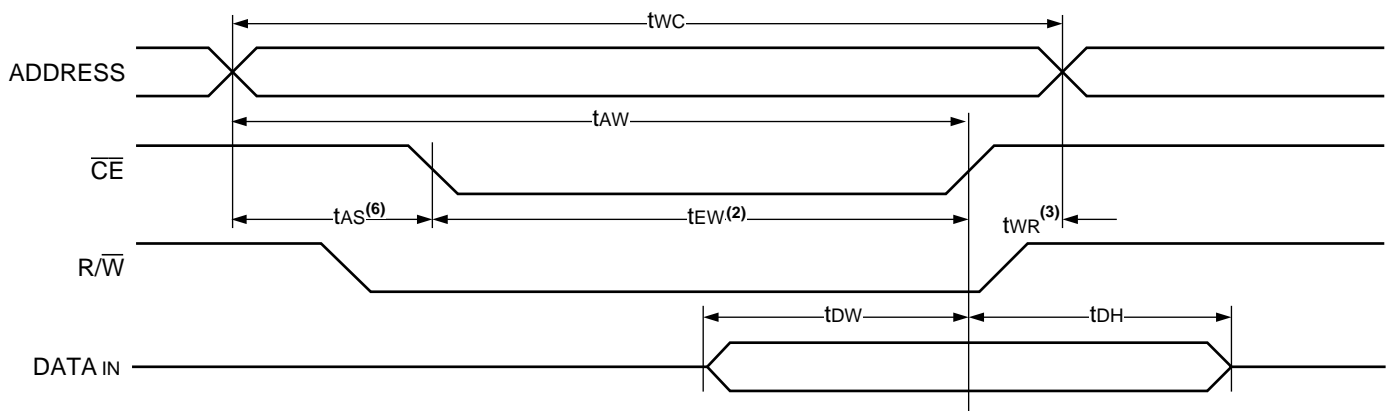 tWC
ADDRESS
tAW
CE
tAS(6)
tEW(2)
tWR(3)
R/W
tDW
tDH
DATA IN